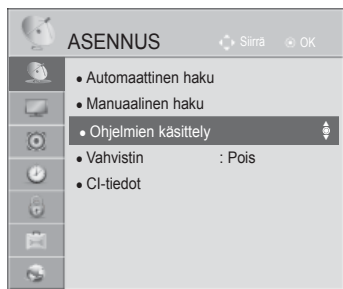 ASENNUS Siirrä OK
• Automaattinen haku
• Manuaalinen haku
• Ohjelmien käsittely
• Vahvistin : Pois
• CI-tiedot